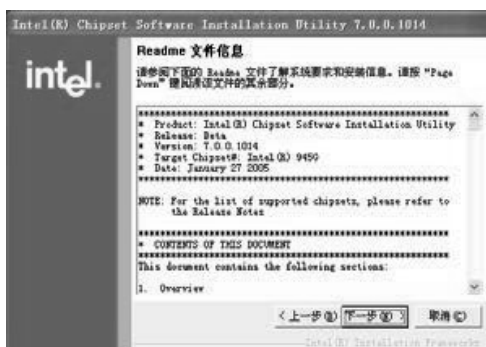 Intel(R) Chipset Software Installation Utility 7.0.0.1014
intel.
Readme 文件信息
请参阅下面的 Readme 文件了解系统要求和安装信息。请按 “Page
Down” 键阅读该文件的其余部分。
********************************************************
* Product: Intel(R) Chipset Software Installation Utility
* Release: Beta
* Version: 7.0.0.1014
* Target Chipset#: Intel(R) 945G
* Date: January 27 2005
********************************************************
NOTE: For the list of supported chipsets, please refer to
the Release Notes
********************************************************
* CONTENTS OF THIS DOCUMENT
********************************************************
This document contains the following sections:
1. Overview
< 上一步(B) 下一步(N) > 取消(C)
Intel(R) Installation Frameworks